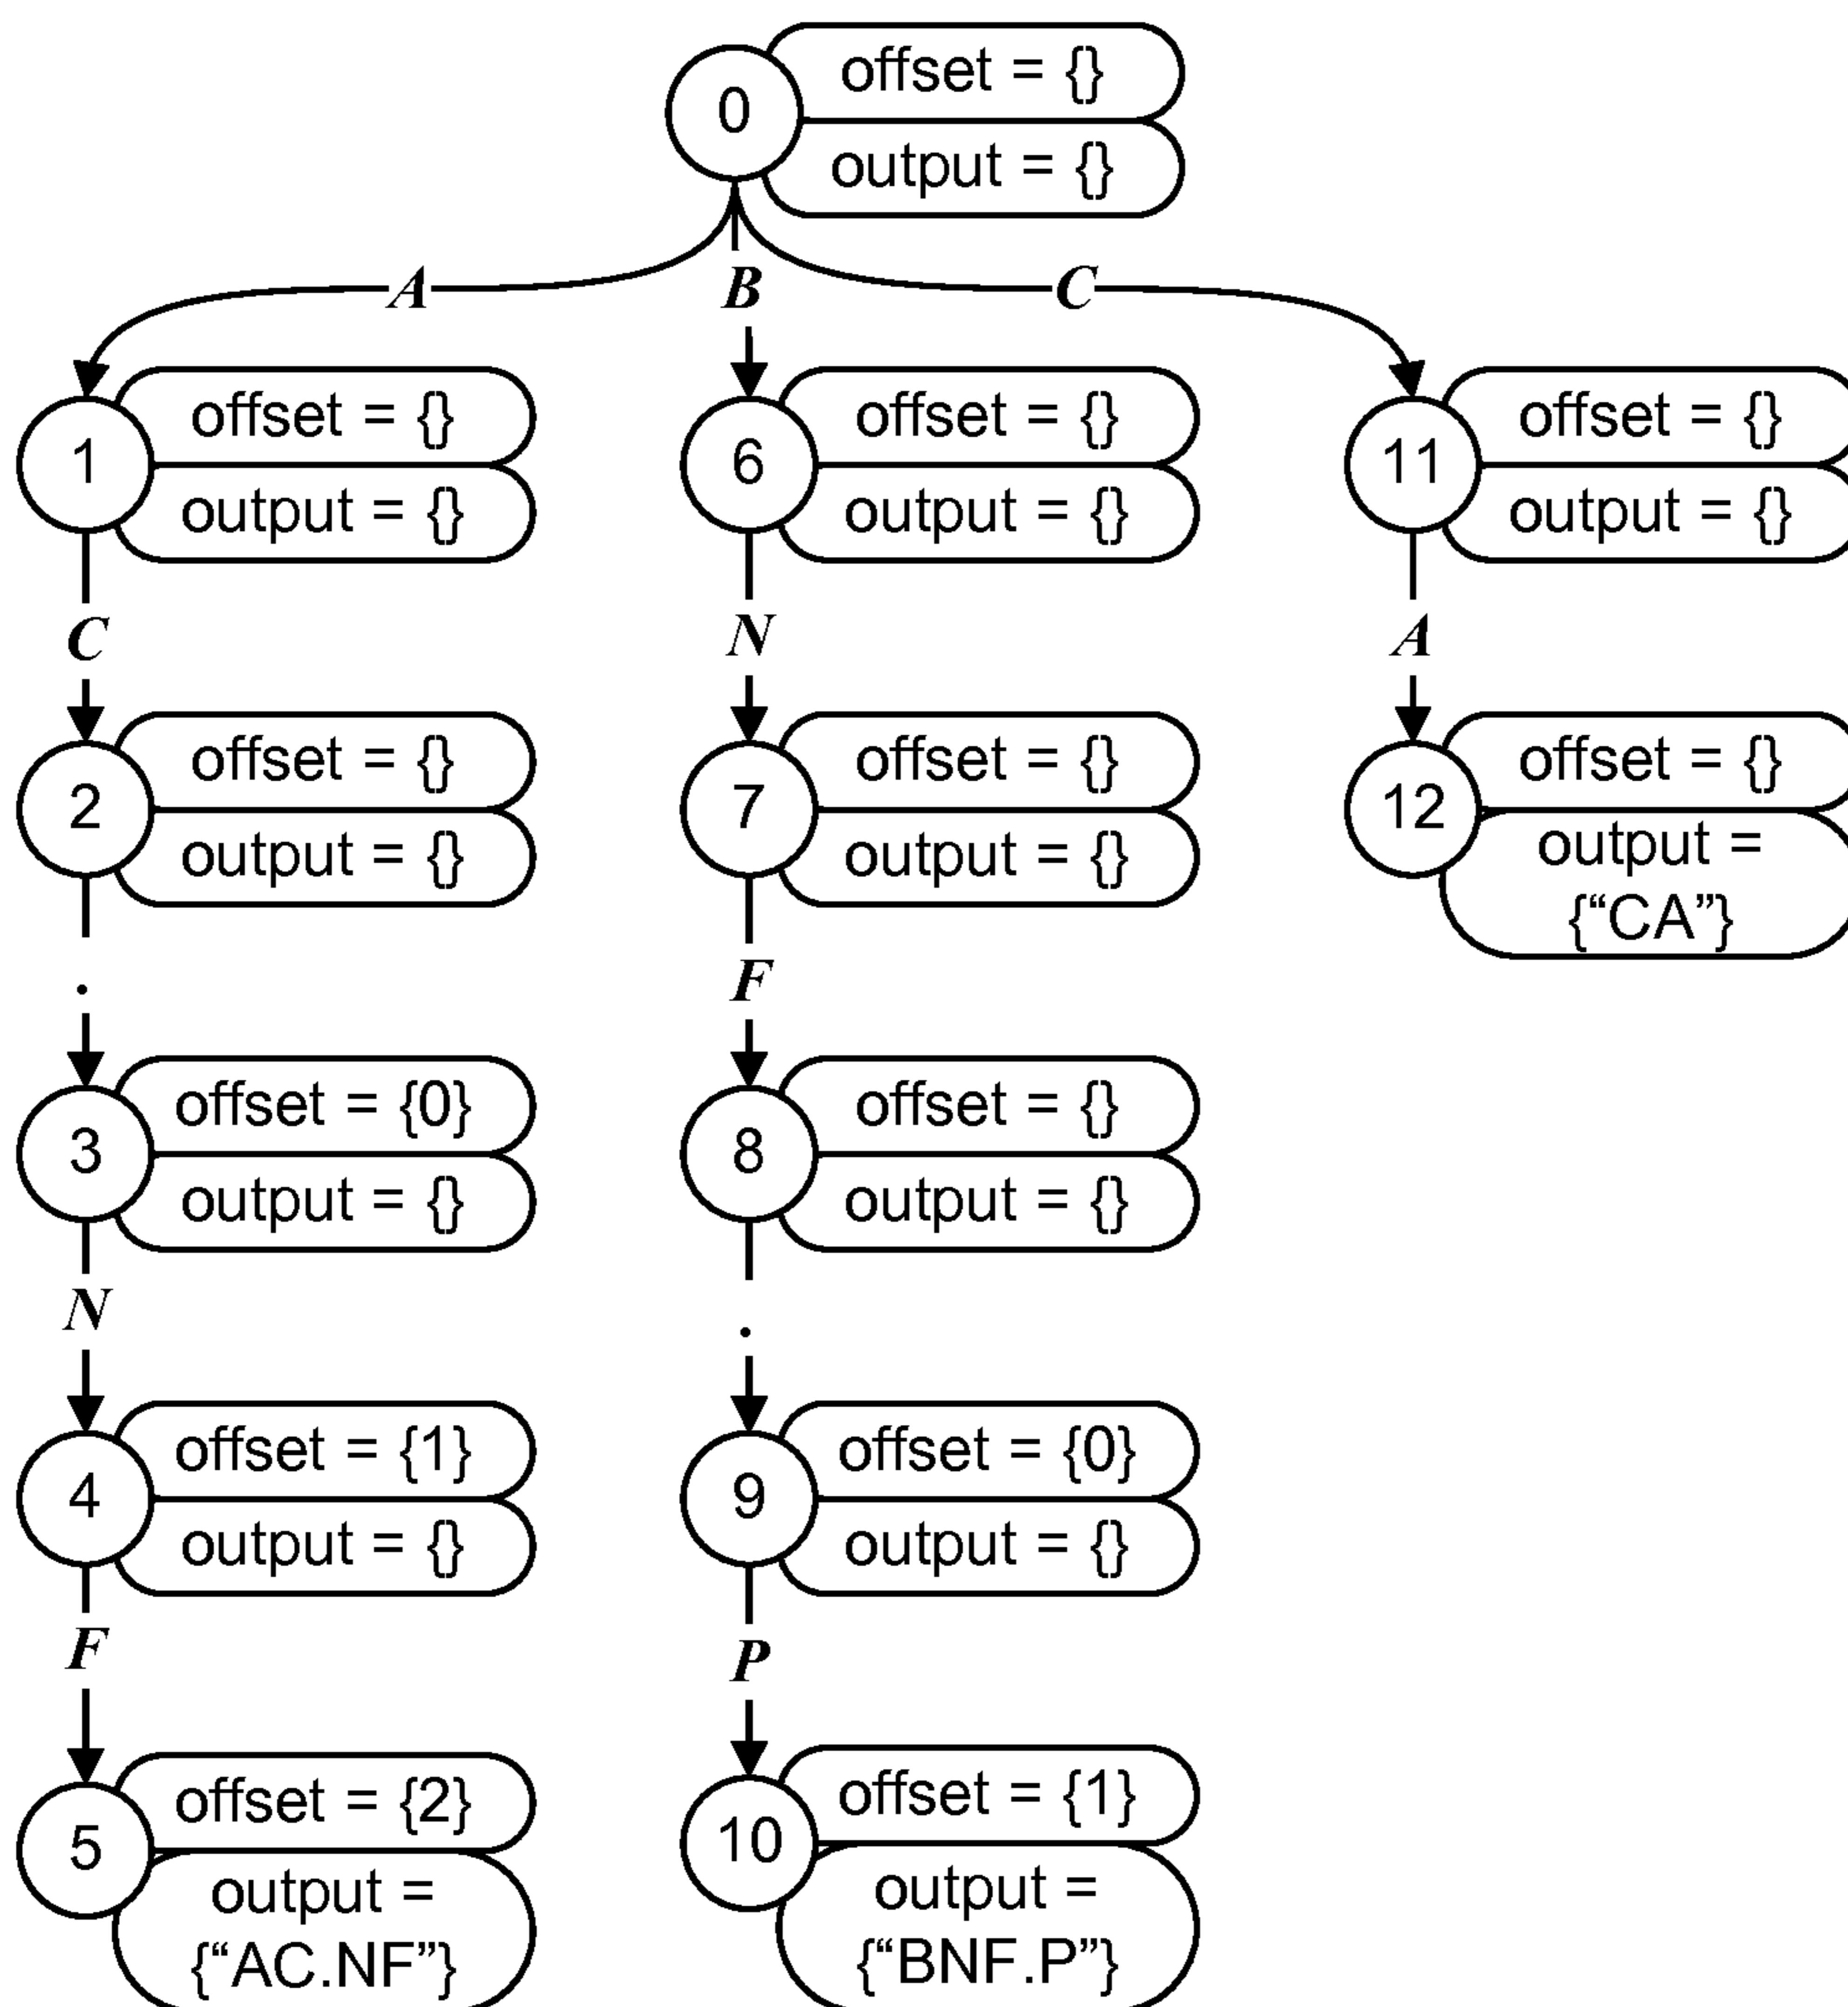 offset = {}
0
output = {}
A
B
C
offset = {}
1
output = {}
offset = {}
6
output = {}
offset = {}
11
output = {}
C
N
A
offset = {}
2
output = {}
offset = {}
7
output = {}
offset = {}
12
output =
{“CA”}
.
F
offset = {0}
3
output = {}
offset = {}
8
output = {}
N
.
offset = {1}
4
output = {}
offset = {0}
9
output = {}
F
P
offset = {2}
5
output =
{“AC.NF”}
offset = {1}
10
output =
{“BNF.P”}